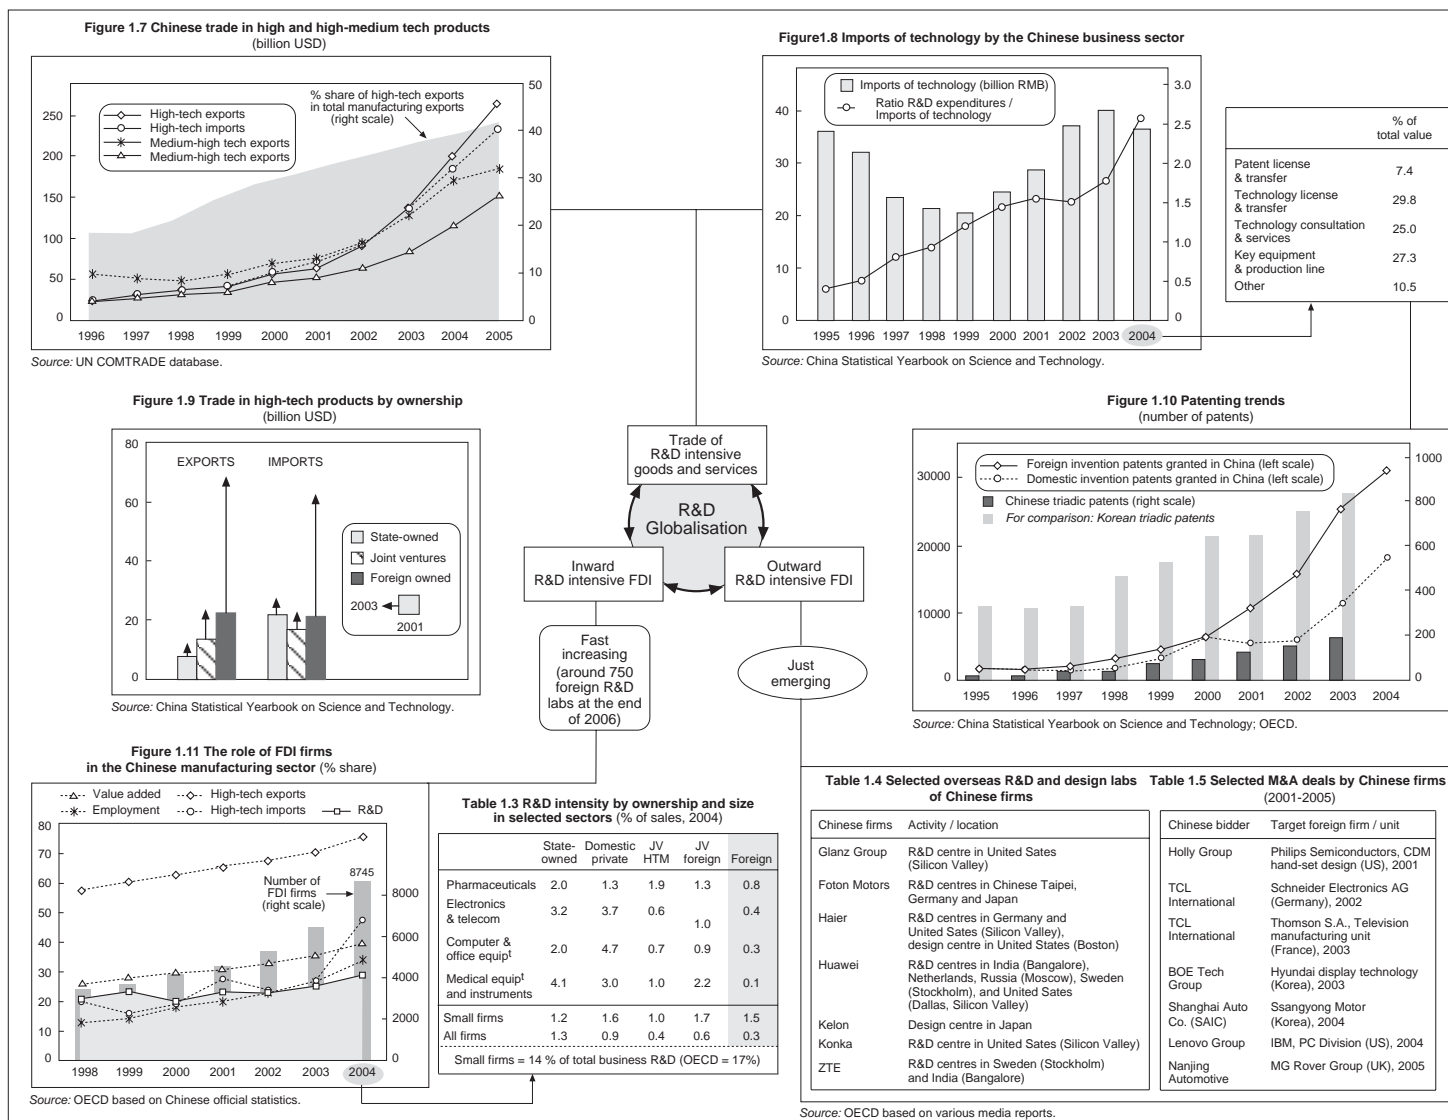 Figure 1.7 Chinese trade in high and high-medium tech products
(billion USD)
% share of high-tech exports
in total manufacturing exports
(right scale)
High-tech exports
High-tech imports
Medium-high tech exports
Medium-high tech exports
250
200
150
100
50
0
50
40
30
20
10
0
1996 1997 1998 1999 2000 2001 2002 2003 2004 2005
Source: UN COMTRADE database.
Figure1.8 Imports of technology by the Chinese business sector
Imports of technology (billion RMB)
Ratio R&D expenditures /
Imports of technology
40
30
20
10
0
3.0
2.5
2.0
1.5
1.0
0.5
0
1995 1996 1997 1998 1999 2000 2001 2002 2003 2004
Source: China Statistical Yearbook on Science and Technology.
% of
total value
Patent license
& transfer 7.4
Technology license
& transfer 29.8
Technology consultation
& services 25.0
Key equipment
& production line 27.3
Other 10.5
Figure 1.9 Trade in high-tech products by ownership
(billion USD)
80
60
40
20
0
EXPORTS IMPORTS
State-owned
Joint ventures
Foreign owned
2003
2001
Source: China Statistical Yearbook on Science and Technology.
Trade of
R&D intensive
goods and services
R&D
Globalisation
Inward
R&D intensive FDI
Outward
R&D intensive FDI
Fast
increasing
(around 750
foreign R&D
labs at the end
of 2006)
Just
emerging
Figure 1.10 Patenting trends
(number of patents)
Foreign invention patents granted in China (left scale)
Domestic invention patents granted in China (left scale)
Chinese triadic patents (right scale)
For comparison: Korean triadic patents
30000
20000
10000
0
1000
800
600
400
200
0
1995 1996 1997 1998 1999 2000 2001 2002 2003 2004
Source: China Statistical Yearbook on Science and Technology; OECD.
Figure 1.11 The role of FDI firms
in the Chinese manufacturing sector (% share)
Value added High-tech exports
Employment High-tech imports R&D
80
70
60
50
40
30
20
10
0
Number of
FDI firms
(right scale)
8745
8000
6000
4000
2000
0
1998 1999 2000 2001 2002 2003 2004
Source: OECD based on Chinese official statistics.
Table 1.3 R&D intensity by ownership and size
in selected sectors (% of sales, 2004)
State-owned Domestic private JV HTM JV foreign Foreign
Pharmaceuticals 2.0 1.3 1.9 1.3 0.8
Electronics
& telecom 3.2 3.7 0.6 1.0 0.4
Computer &
office equipt 2.0 4.7 0.7 0.9 0.3
Medical equipt
and instruments 4.1 3.0 1.0 2.2 0.1
Small firms 1.2 1.6 1.0 1.7 1.5
All firms 1.3 0.9 0.4 0.6 0.3
Small firms = 14 % of total business R&D (OECD = 17%)
Table 1.4 Selected overseas R&D and design labs
of Chinese firms
Chinese firms Activity / location
Glanz Group R&D centre in United States
(Silicon Valley)
Foton Motors R&D centres in Chinese Taipei,
Germany and Japan
Haier R&D centres in Germany and
United States (Silicon Valley),
design centre in United States (Boston)
Huawei R&D centres in India (Bangalore),
Netherlands, Russia (Moscow), Sweden
(Stockholm), and United States
(Dallas, Silicon Valley)
Kelon Design centre in Japan
Konka R&D centre in United States (Silicon Valley)
ZTE R&D centres in Sweden (Stockholm)
and India (Bangalore)
Source: OECD based on various media reports.
Table 1.5 Selected M&A deals by Chinese firms
(2001-2005)
Chinese bidder Target foreign firm / unit
Holly Group Philips Semiconductors, CDM
hand-set design (US), 2001
TCL Schneider Electronics AG
International (Germany), 2002
TCL Thomson S.A., Television
International manufacturing unit
(France), 2003
BOE Tech Hyundai display technology
Group (Korea), 2003
Shanghai Auto Ssangyong Motor
Co. (SAIC) (Korea), 2004
Lenovo Group IBM, PC Division (US), 2004
Nanjing MG Rover Group (UK), 2005
Automotive